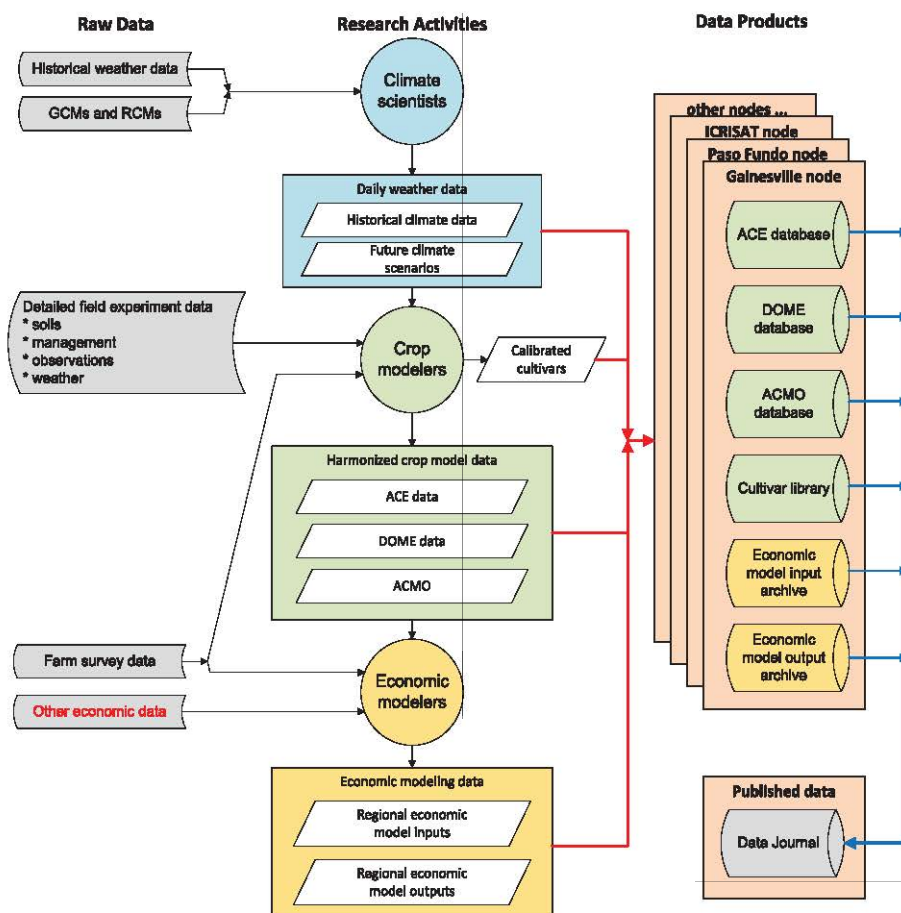 Raw Data
Research Activities
Data Products
Historical weather data
GCMs and RCMs
Climate
scientists
Daily weather data
Historical climate data
Future climate
scenarios
Detailed field experiment data
* soils
* management
* observations
* weather
Crop
modelers
Calibrated
cultivars
Harmonized crop model data
ACE data
DOME data
ACMO
Farm survey data
Other economic data
Economic
modelers
Economic modeling data
Regional economic
model inputs
Regional economic
model outputs
other nodes ...
ICRISAT node
Paso Fundo node
Gainesville node
ACE database
DOME
database
ACMO
database
Cultivar library
Economic
model input
archive
Economic
model output
archive
Published data
Data Journal